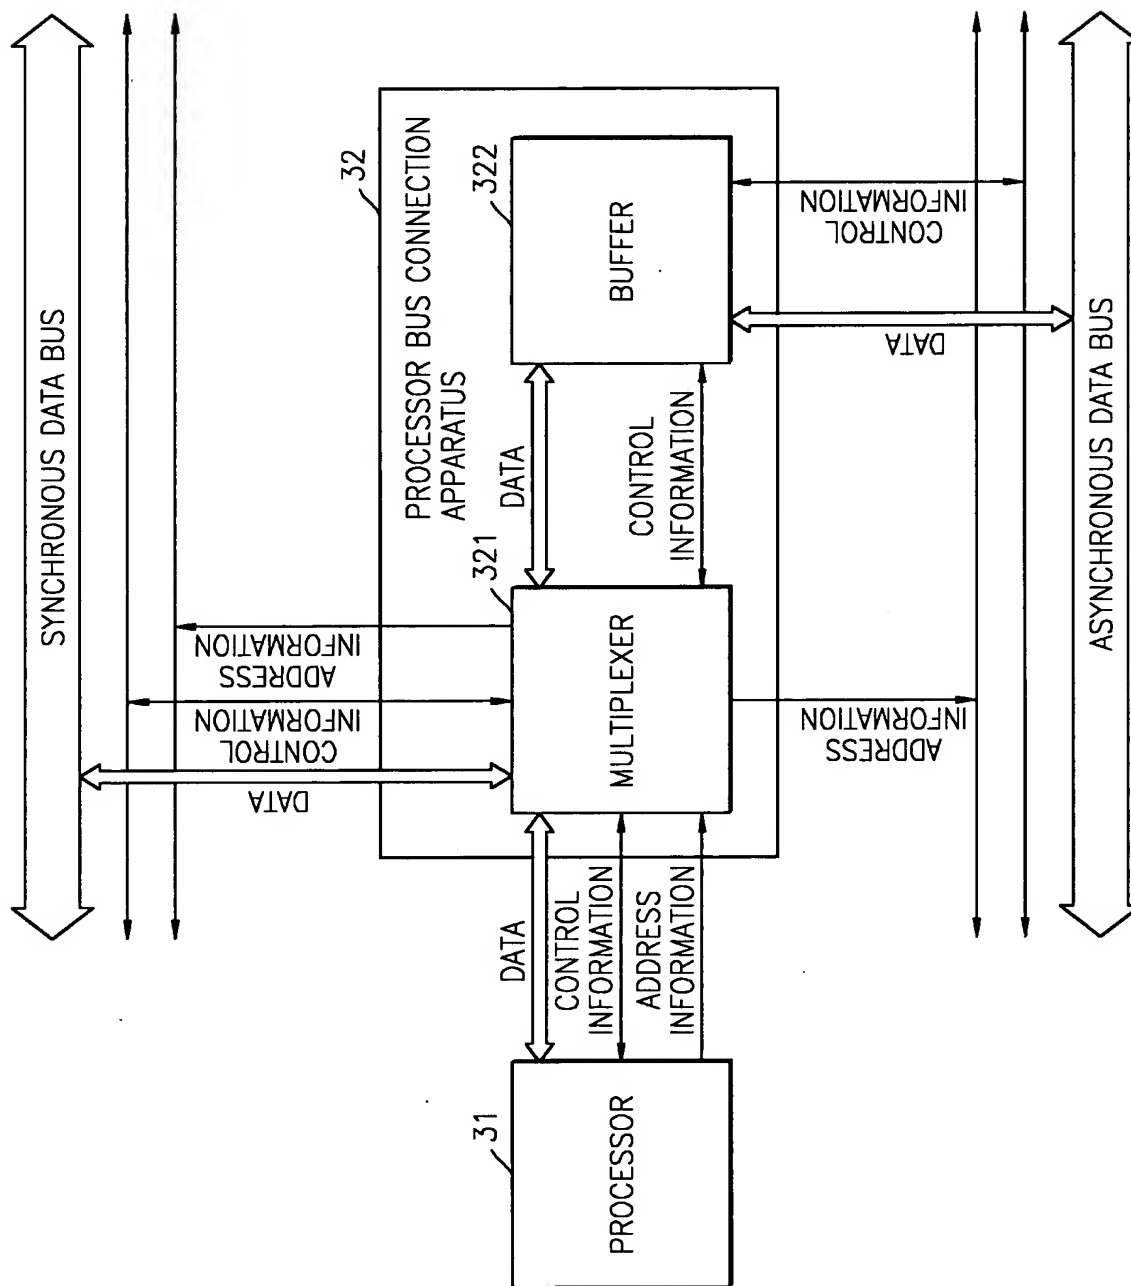 SYNCHRONOUS DATA BUS
32
PROCESSOR BUS CONNECTION
APPARATUS
ADDRESS
INFORMATION
CONTROL
INFORMATION
DATA
31
PROCESSOR
DATA
CONTROL
INFORMATION
ADDRESS
INFORMATION
321
MULTIPLEXER
DATA
CONTROL
INFORMATION
322
BUFFER
ADDRESS
INFORMATION
DATA
CONTROL
INFORMATION
ASYNCHRONOUS DATA BUS